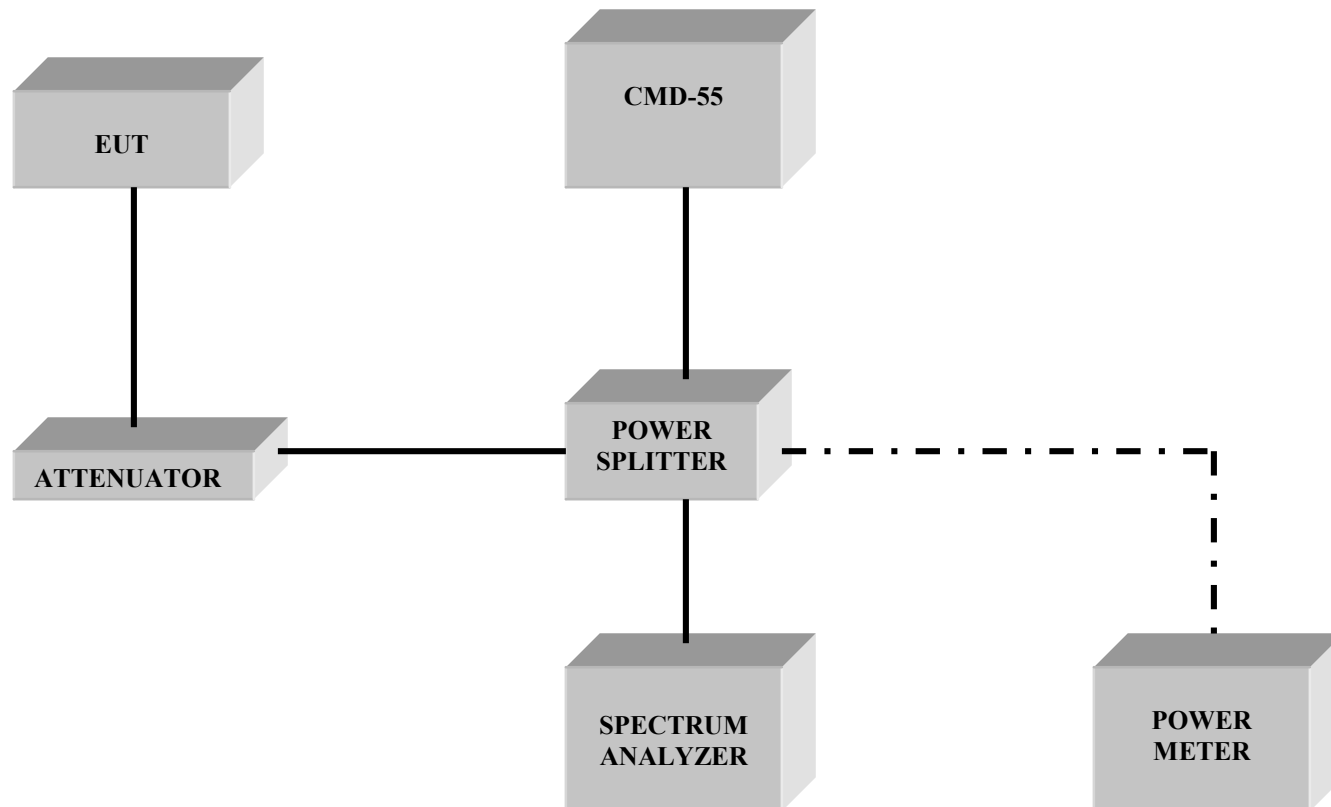 CMD-55
EUT
POWER
SPLITTER
ATTENUATOR
SPECTRUM
ANALYZER
POWER
METER